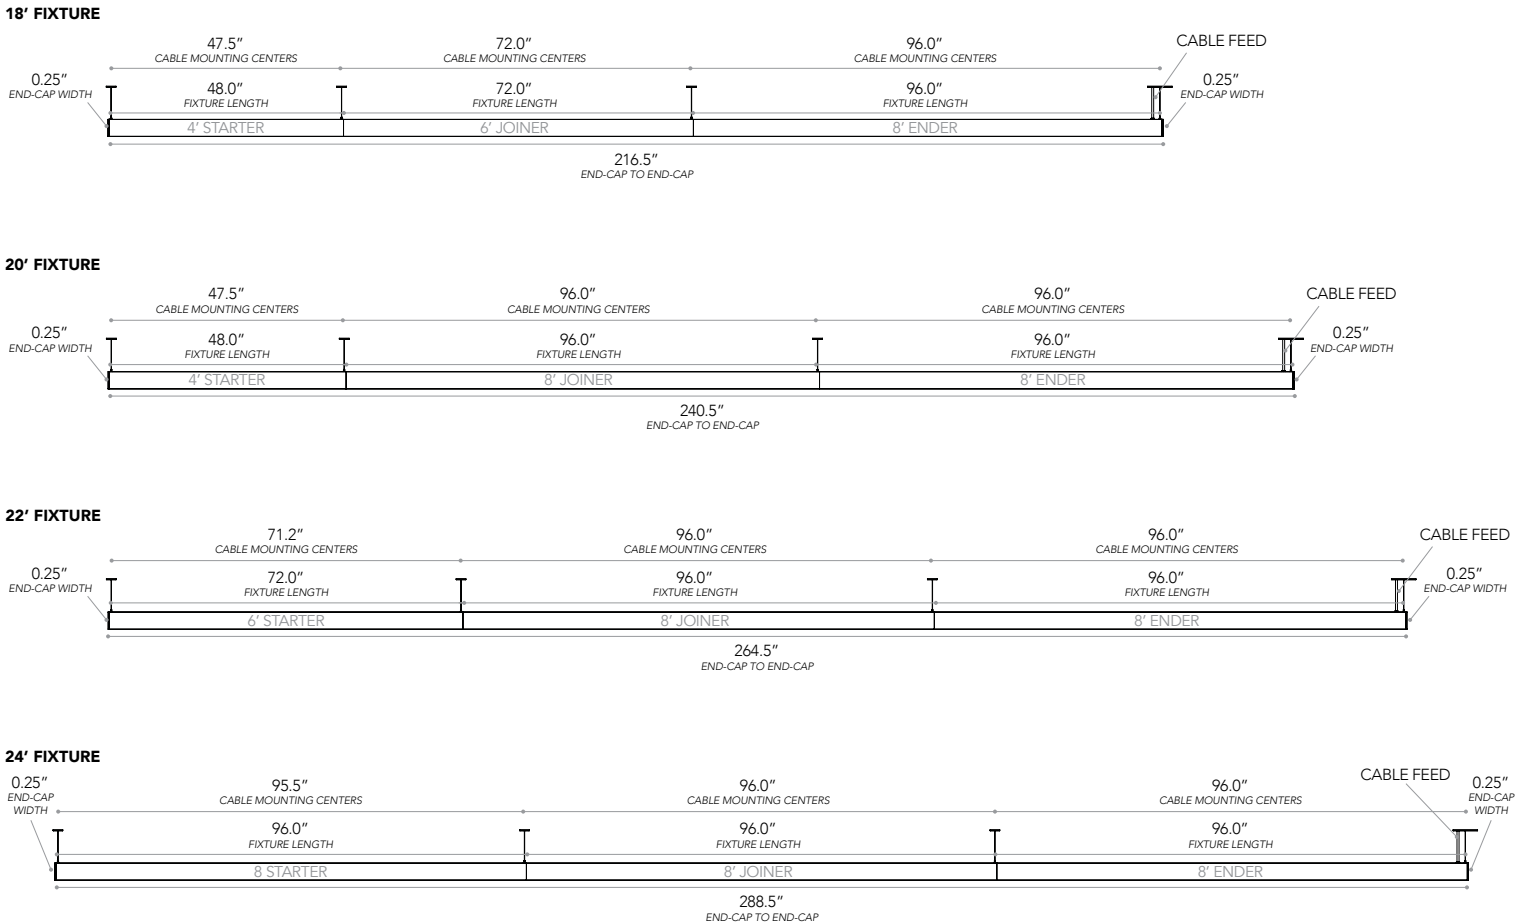 18’ FIXTURE
47.5”
CABLE MOUNTING CENTERS
72.0”
CABLE MOUNTING CENTERS
96.0”
CABLE MOUNTING CENTERS
CABLE FEED
0.25”
END-CAP WIDTH
48.0”
FIXTURE LENGTH
72.0”
FIXTURE LENGTH
96.0”
FIXTURE LENGTH
0.25”
END-CAP WIDTH
4’ STARTER
6’ JOINER
8’ ENDER
216.5”
END-CAP TO END-CAP
20’ FIXTURE
47.5”
CABLE MOUNTING CENTERS
96.0”
CABLE MOUNTING CENTERS
96.0”
CABLE MOUNTING CENTERS
CABLE FEED
0.25”
END-CAP WIDTH
48.0”
FIXTURE LENGTH
96.0”
FIXTURE LENGTH
96.0”
FIXTURE LENGTH
0.25”
END-CAP WIDTH
4’ STARTER
8’ JOINER
8’ ENDER
240.5”
END-CAP TO END-CAP
22’ FIXTURE
71.2”
CABLE MOUNTING CENTERS
96.0”
CABLE MOUNTING CENTERS
96.0”
CABLE MOUNTING CENTERS
CABLE FEED
0.25”
END-CAP WIDTH
72.0”
FIXTURE LENGTH
96.0”
FIXTURE LENGTH
96.0”
FIXTURE LENGTH
0.25”
END-CAP WIDTH
6’ STARTER
8’ JOINER
8’ ENDER
264.5”
END-CAP TO END-CAP
24’ FIXTURE
0.25”
END-CAP
WIDTH
95.5”
CABLE MOUNTING CENTERS
96.0”
CABLE MOUNTING CENTERS
96.0”
CABLE MOUNTING CENTERS
CABLE FEED
0.25”
END-CAP
WIDTH
96.0”
FIXTURE LENGTH
96.0”
FIXTURE LENGTH
96.0”
FIXTURE LENGTH
8 STARTER
8’ JOINER
8’ ENDER
288.5”
END-CAP TO END-CAP